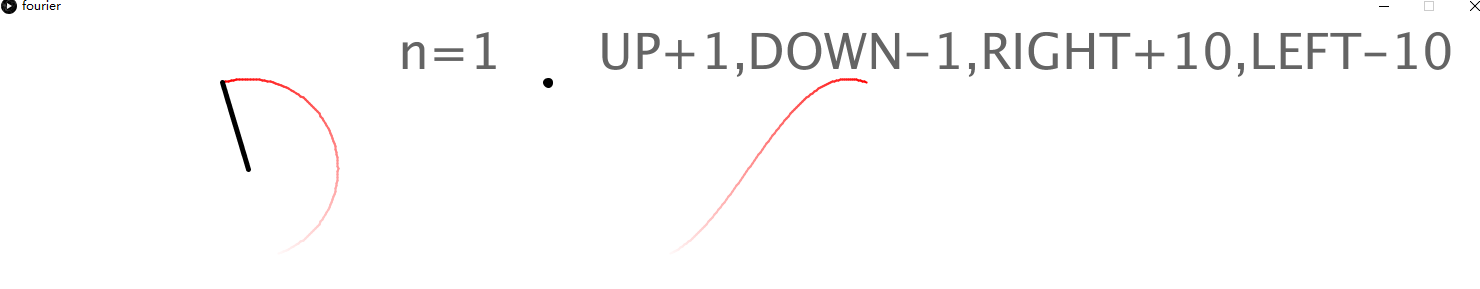 fourier
n=1 UP+1,DOWN-1,RIGHT+10,LEFT-10